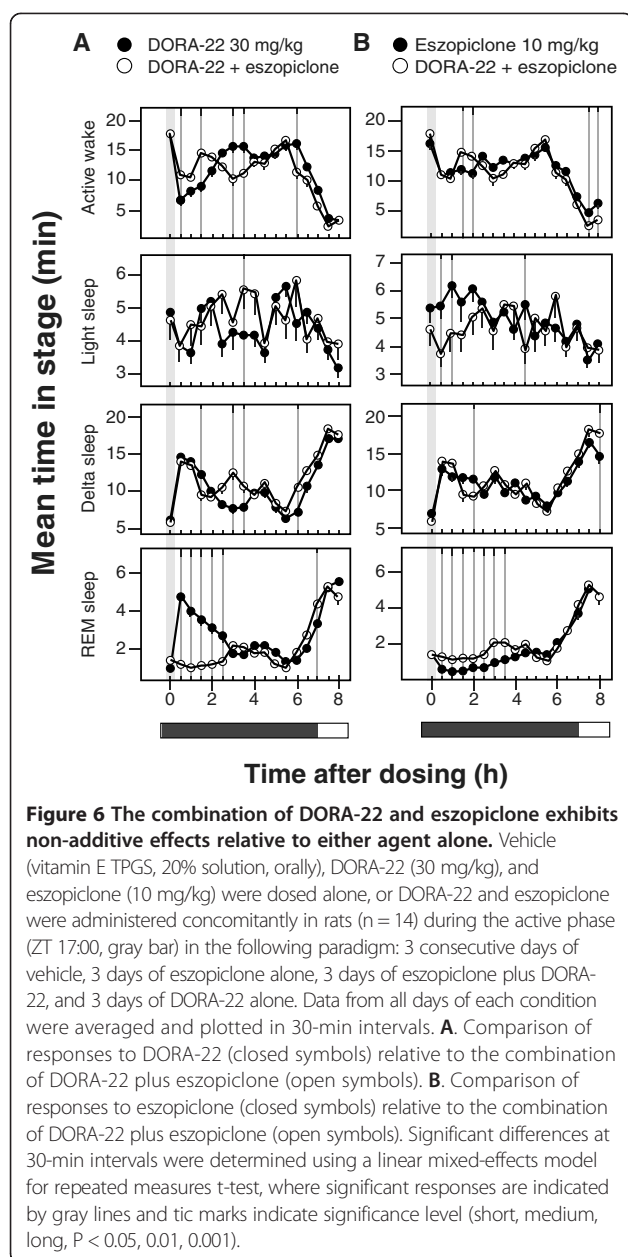 A
● DORA-22 30 mg/kg
○ DORA-22 + eszopiclone
B
● Eszopiclone 10 mg/kg
○ DORA-22 + eszopiclone
Mean time in stage (min)
Active wake
20
15
10
5
20
15
10
5
Light sleep
6
5
4
3
7
6
5
4
3
Delta sleep
20
15
10
5
20
15
10
5
REM sleep
6
4
2
6
4
2
0 2 4 6 8
0 2 4 6 8
Time after dosing (h)
Figure 6 The combination of DORA-22 and eszopiclone exhibits
non-additive effects relative to either agent alone. Vehicle
(vitamin E TPGS, 20% solution, orally), DORA-22 (30 mg/kg), and
eszopiclone (10 mg/kg) were dosed alone, or DORA-22 and eszopiclone
were administered concomitantly in rats (n = 14) during the active phase
(ZT 17:00, gray bar) in the following paradigm: 3 consecutive days of
vehicle, 3 days of eszopiclone alone, 3 days of eszopiclone plus DORA-
22, and 3 days of DORA-22 alone. Data from all days of each condition
were averaged and plotted in 30-min intervals. A. Comparison of
responses to DORA-22 (closed symbols) relative to the combination
of DORA-22 plus eszopiclone (open symbols). B. Comparison of
responses to eszopiclone (closed symbols) relative to the combination
of DORA-22 plus eszopiclone (open symbols). Significant differences at
30-min intervals were determined using a linear mixed-effects model
for repeated measures t-test, where significant responses are indicated
by gray lines and tic marks indicate significance level (short, medium,
long, P < 0.05, 0.01, 0.001).